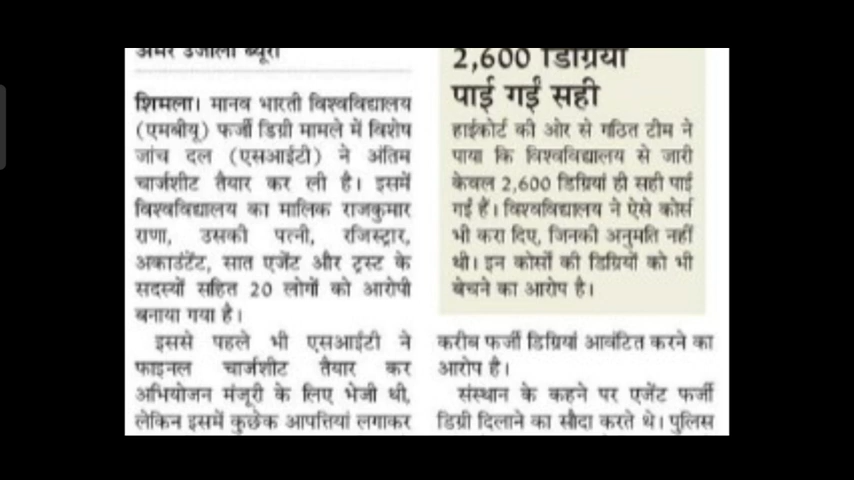 अमर उजाला ब्यूरो
शिमला। मानव भारती विश्वविद्यालय
(एमबीयू) फर्जी डिग्री मामले में विशेष
जांच दल (एसआईटी) ने अंतिम
चार्जशीट तैयार कर ली है। इसमें
विश्वविद्यालय का मालिक राजकुमार
राणा, उसकी पत्नी, रजिस्ट्रार,
अकाउंटेंट, सात एजेंट और ट्रस्ट के
सदस्यों सहित 20 लोगों को आरोपी
बनाया गया है।
इससे पहले भी एसआईटी ने
फाइनल चार्जशीट तैयार कर
अभियोजन मंजूरी के लिए भेजी थी,
लेकिन इसमें कुछेक आपत्तियां लगाकर
2,600 डिग्रियां
पाई गईं सही
हाईकोर्ट की ओर से गठित टीम ने
पाया कि विश्वविद्यालय से जारी
केवल 2,600 डिग्रियां ही सही पाई
गई हैं। विश्वविद्यालय ने ऐसे कोर्स
भी करा दिए, जिनकी अनुमति नहीं
थी। इन कोर्सों की डिग्रियों को भी
बेचने का आरोप है।
करीब फर्जी डिग्रियां आवंटित करने का
आरोप है।
संस्थान के कहने पर एजेंट फर्जी
डिग्री दिलाने का सौदा करते थे। पुलिस